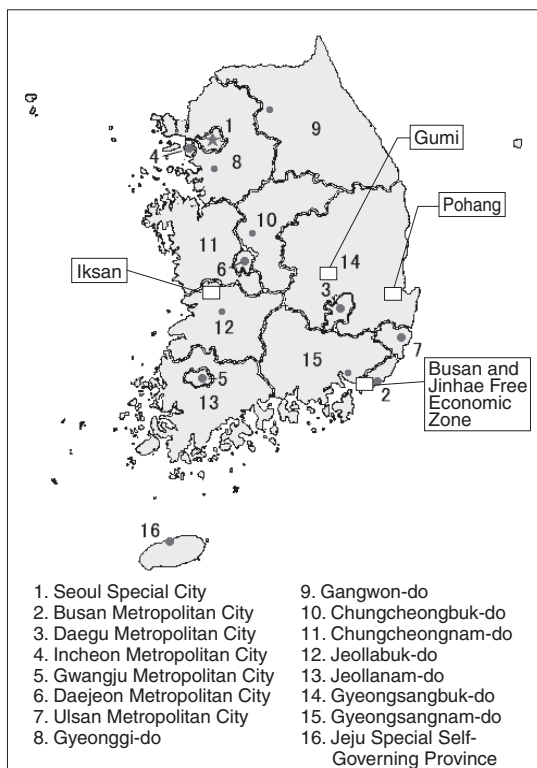 1
9
4
8
Gumi
10
Pohang
11
14
6
Iksan
3
12
7
15
5
Busan and
Jinhae Free
Economic
Zone
2
13
16
1. Seoul Special City
2. Busan Metropolitan City
3. Daegu Metropolitan City
4. Incheon Metropolitan City
5. Gwangju Metropolitan City
6. Daejeon Metropolitan City
7. Ulsan Metropolitan City
8. Gyeonggi-do
9. Gangwon-do
10. Chungcheongbuk-do
11. Chungcheongnam-do
12. Jeollabuk-do
13. Jeollanam-do
14. Gyeongsangbuk-do
15. Gyeongsangnam-do
16. Jeju Special Self-
Governing Province